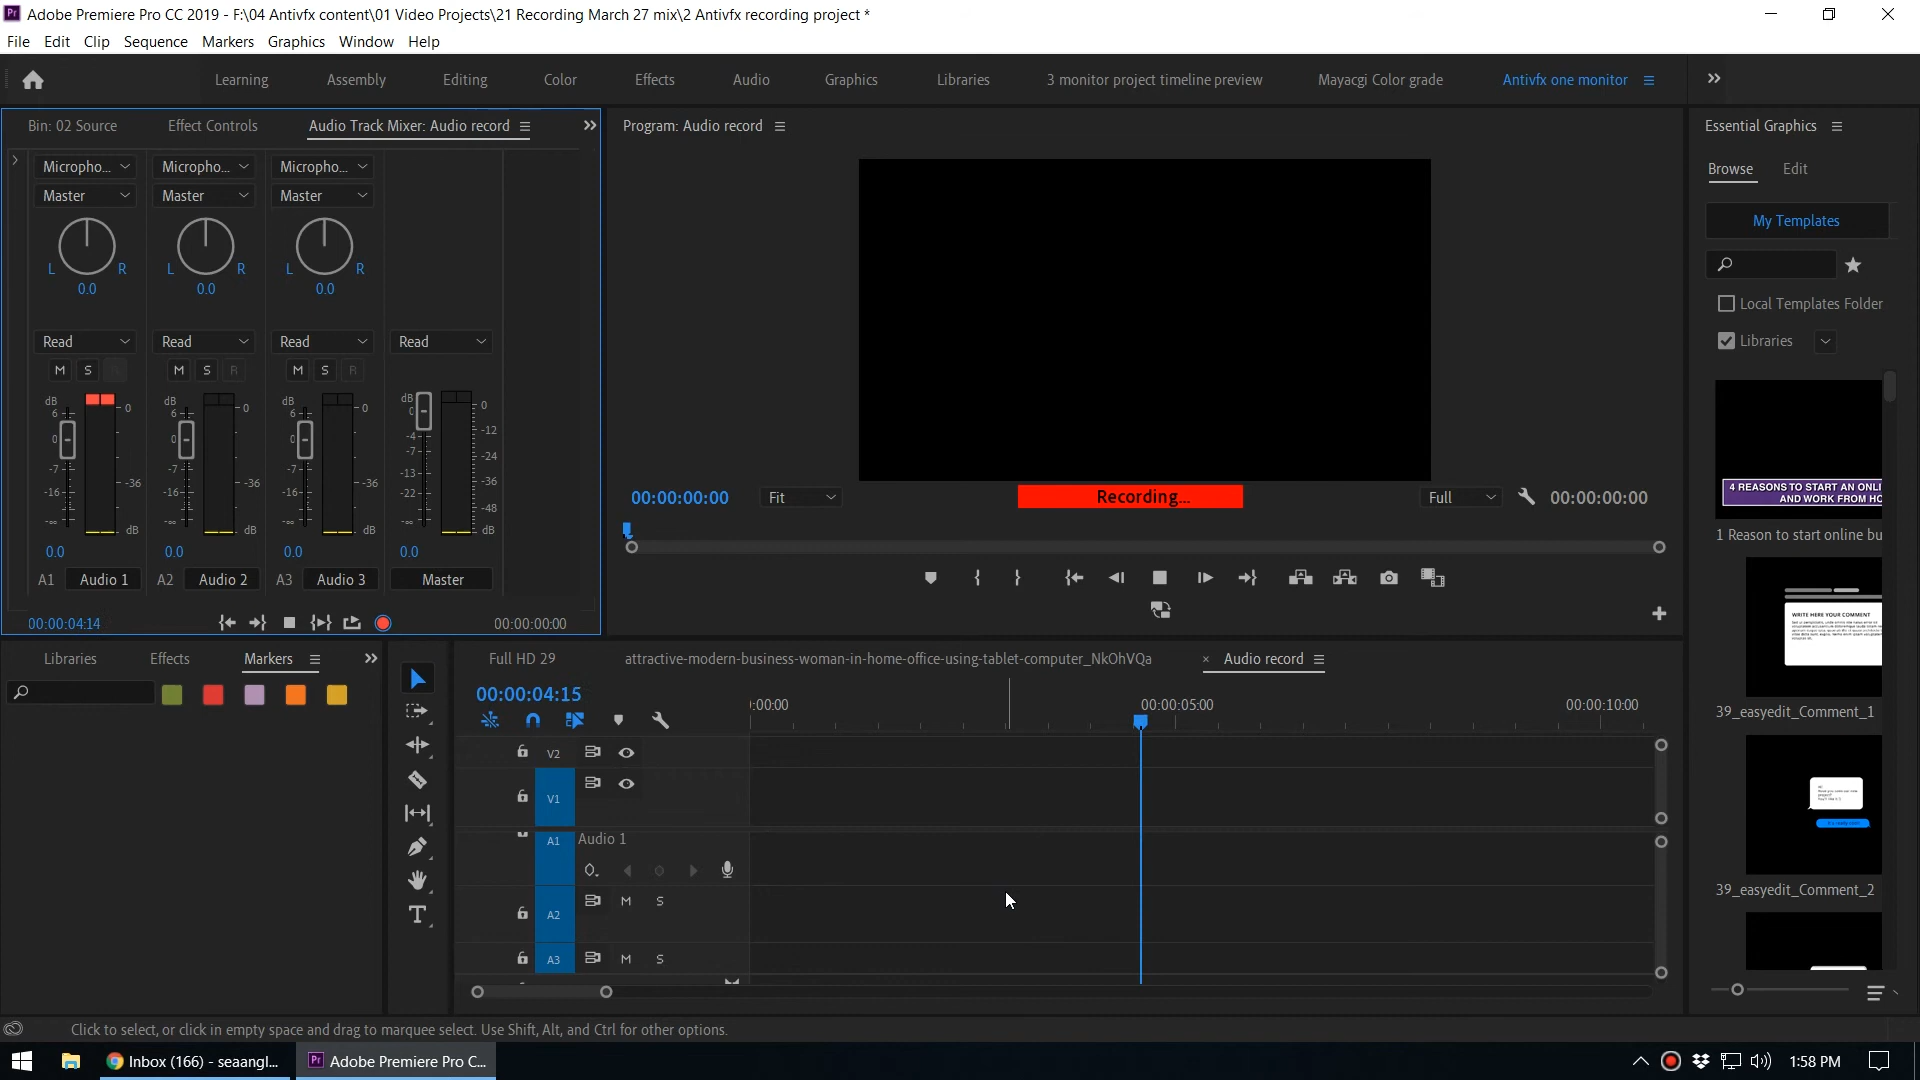 Adobe Premiere Pro CC 2019 - F:\04 Antivfx content\01 Video Projects\21 Recording March 27 mix\2 Antivfx recording project *
File Edit Clip Sequence Markers Graphics Window Help
Learning Assembly Editing Color Effects Audio Graphics Libraries 3 monitor project timeline preview Mayacgi Color grade Antivfx one monitor
Bin: 02 Source Effect Controls Audio Track Mixer: Audio record
Micropho... Micropho... Micropho...
Master Master Master
L R L R L R
0.0 0.0 0.0
Read Read Read Read
M S M S R M S R
dB 6 0 -7 -16 -∞ 0 -36 dB
dB 6 0 -7 -16 -∞ 0 -36 dB
dB 6 0 -7 -16 -∞ 0 -36 dB
dB 0 -4 -7 -13 -22 -∞ 0 -12 -24 -36 -48 dB
0.0 0.0 0.0 0.0
A1 Audio 1 A2 Audio 2 A3 Audio 3 Master
00:00:04:14 00:00:00:00
Program: Audio record
00:00:00:00 Fit Recording... Full 00:00:00:00
Essential Graphics
Browse Edit
My Templates
Local Templates Folder
Libraries
4 REASONS TO START AN ONLI
AND WORK FROM HO
1 Reason to start online bu
WRITE HERE YOUR COMMENT
39_easyedit_Comment_1
39_easyedit_Comment_2
Libraries Effects Markers
Full HD 29 attractive-modern-business-woman-in-home-office-using-tablet-computer_NkOhVQa × Audio record
00:00:04:15
:00:00 00:00:05:00 00:00:10:00
V2
V1
A1 Audio 1
A2 M S
A3 M S
Click to select, or click in empty space and drag to marquee select. Use Shift, Alt, and Ctrl for other options.
Inbox (166) - seaangl... Pr Adobe Premiere Pro C... 1:58 PM